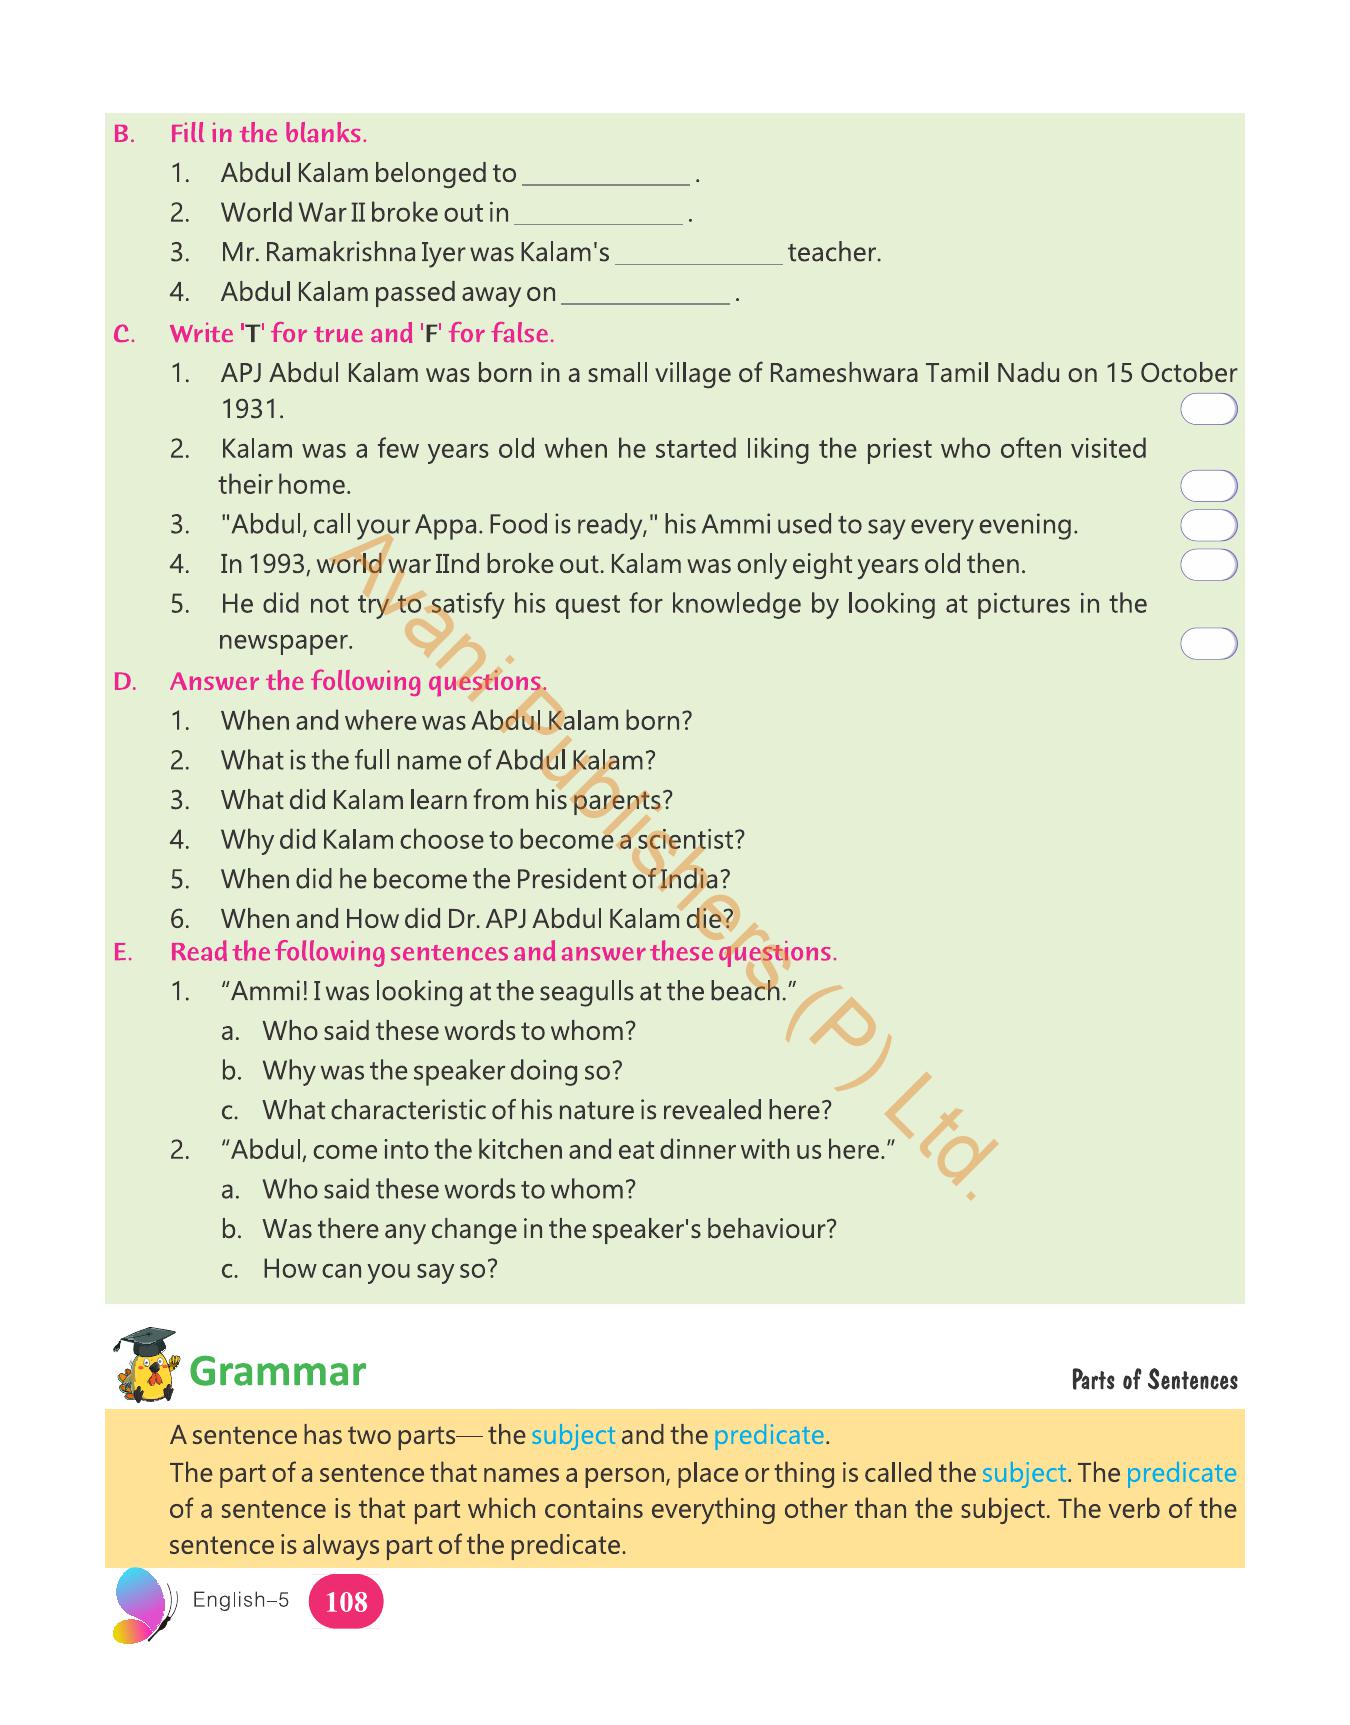 B. Fill in the blanks.
1. Abdul Kalam belonged to ____________ .
2. World War II broke out in ____________ .
3. Mr. Ramakrishna Iyer was Kalam's ____________ teacher.
4. Abdul Kalam passed away on ____________ .
C. Write 'T' for true and 'F' for false.
1. APJ Abdul Kalam was born in a small village of Rameshwara Tamil Nadu on 15 October
1931.
2. Kalam was a few years old when he started liking the priest who often visited
their home.
3. "Abdul, call your Appa. Food is ready," his Ammi used to say every evening.
4. In 1993, world war IInd broke out. Kalam was only eight years old then.
5. He did not try to satisfy his quest for knowledge by looking at pictures in the
newspaper.
D. Answer the following questions.
1. When and where was Abdul Kalam born?
2. What is the full name of Abdul Kalam?
3. What did Kalam learn from his parents?
4. Why did Kalam choose to become a scientist?
5. When did he become the President of India?
6. When and How did Dr. APJ Abdul Kalam die?
E. Read the following sentences and answer these questions.
1. “Ammi! I was looking at the seagulls at the beach.”
a. Who said these words to whom?
b. Why was the speaker doing so?
c. What characteristic of his nature is revealed here?
2. “Abdul, come into the kitchen and eat dinner with us here.”
a. Who said these words to whom?
b. Was there any change in the speaker's behaviour?
c. How can you say so?
Avani Publishers (P) Ltd.
Grammar
Parts of Sentences
A sentence has two parts— the subject and the predicate.
The part of a sentence that names a person, place or thing is called the subject. The predicate
of a sentence is that part which contains everything other than the subject. The verb of the
sentence is always part of the predicate.
English–5 108